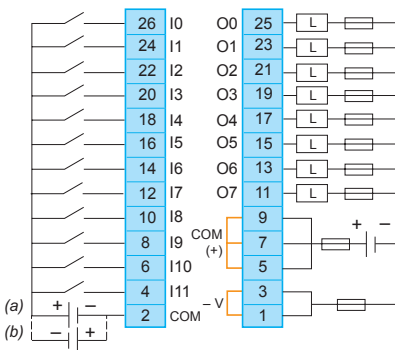 26 I0 O0 25 L
24 I1 O1 23 L
22 I2 O2 21 L
20 I3 O3 19 L
18 I4 O4 17 L
16 I5 O5 15 L
14 I6 O6 13 L
12 I7 O7 11 L
10 I8 9
8 I9 COM (+) 7 + −
6 I10 5
4 I11 3
(a) + − – V
2 COM 1
(b) − +